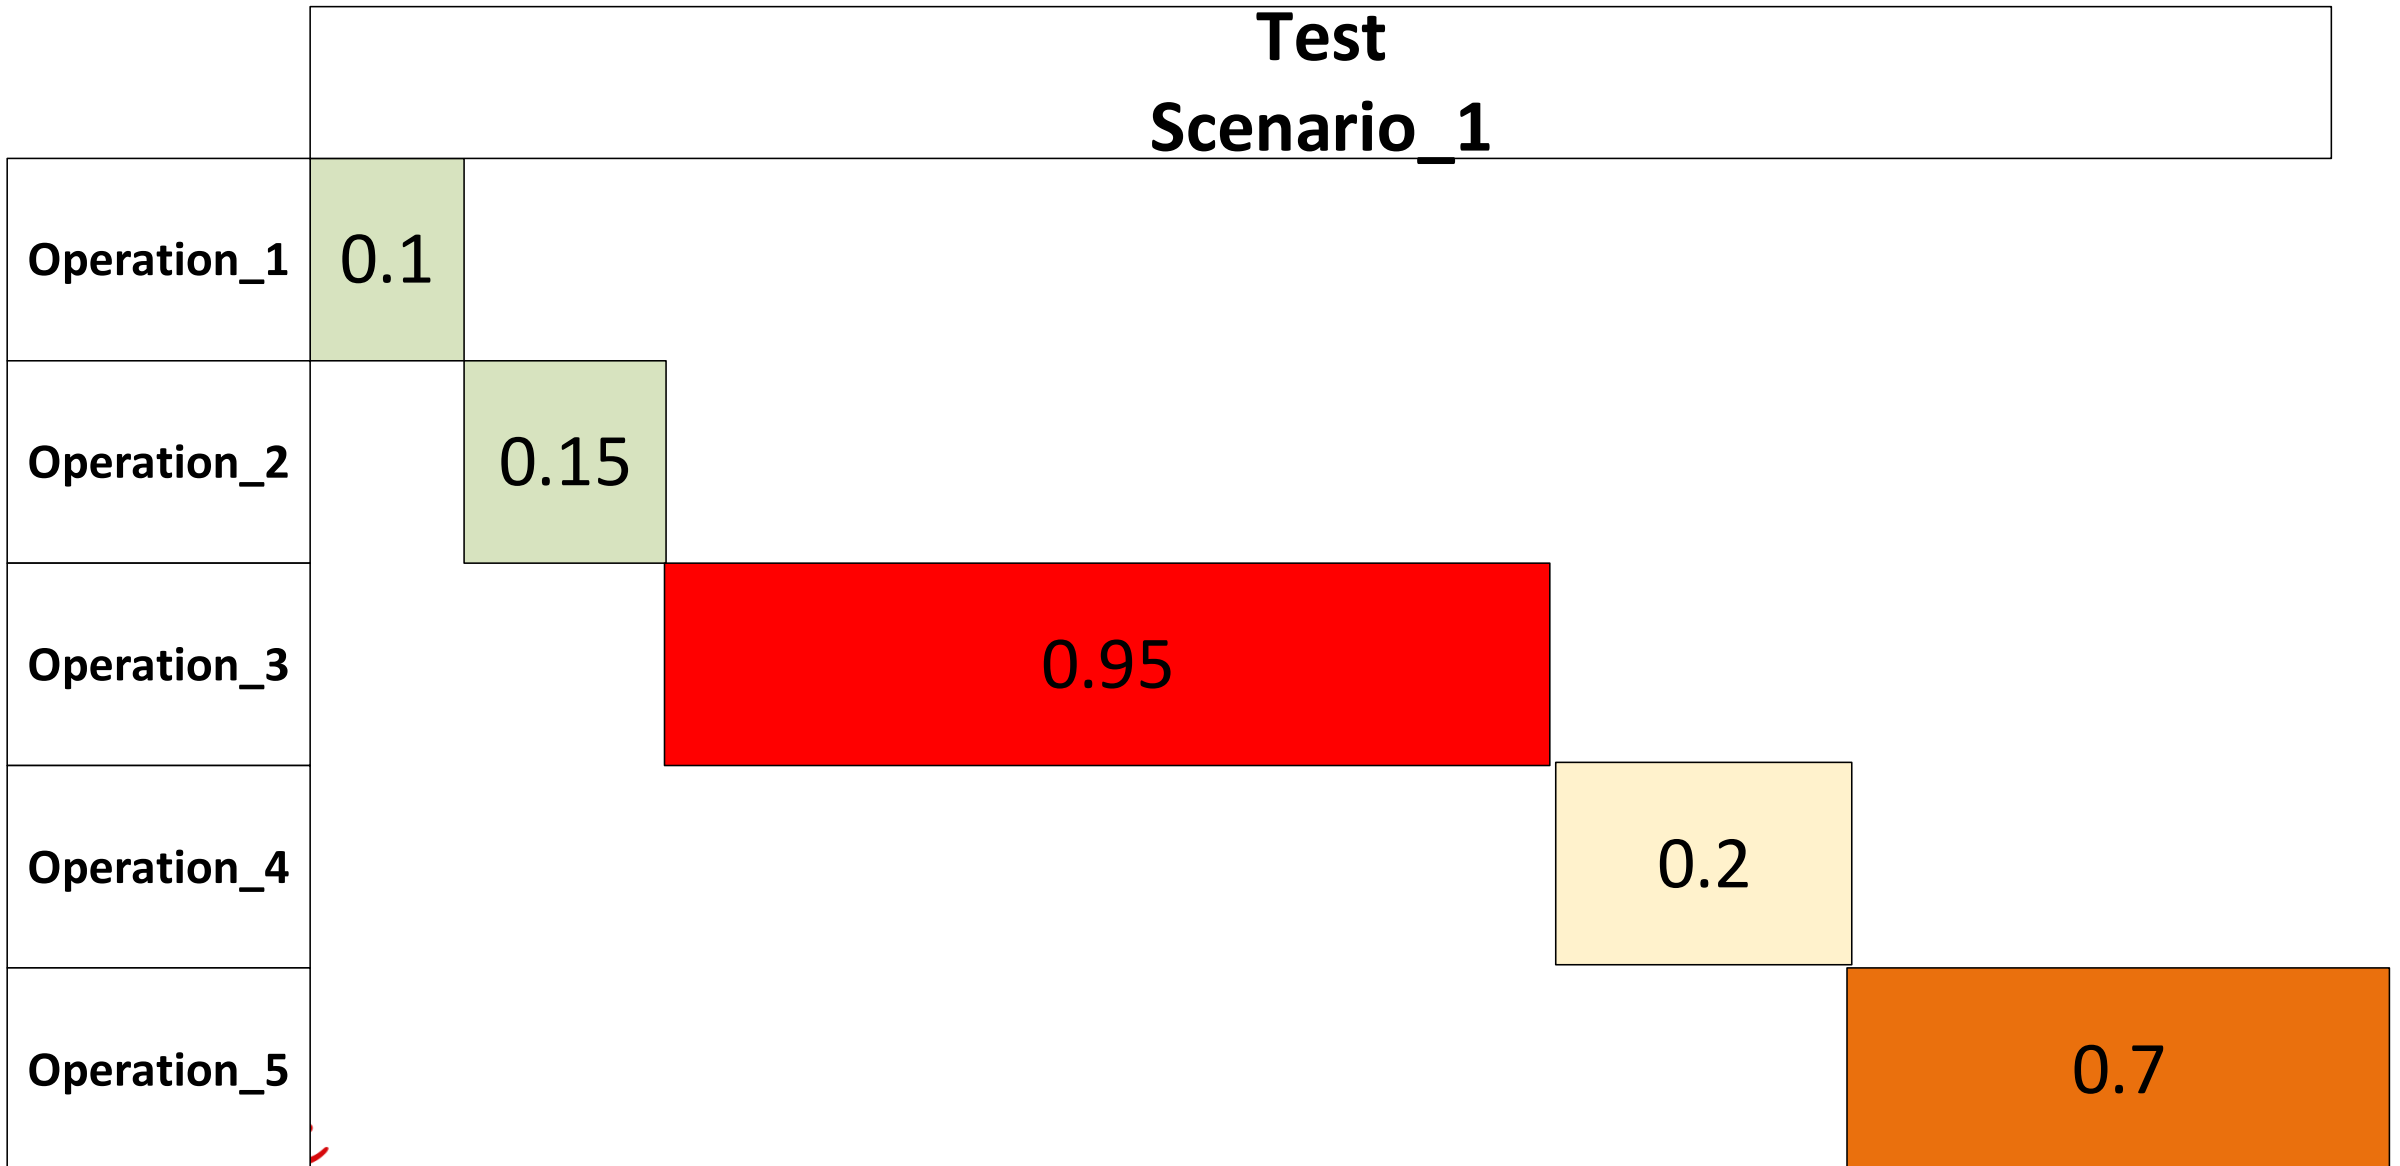 Test
Scenario_1
Operation_1
0.1
Operation_2
0.15
Operation_3
0.95
Operation_4
0.2
Operation_5
0.7